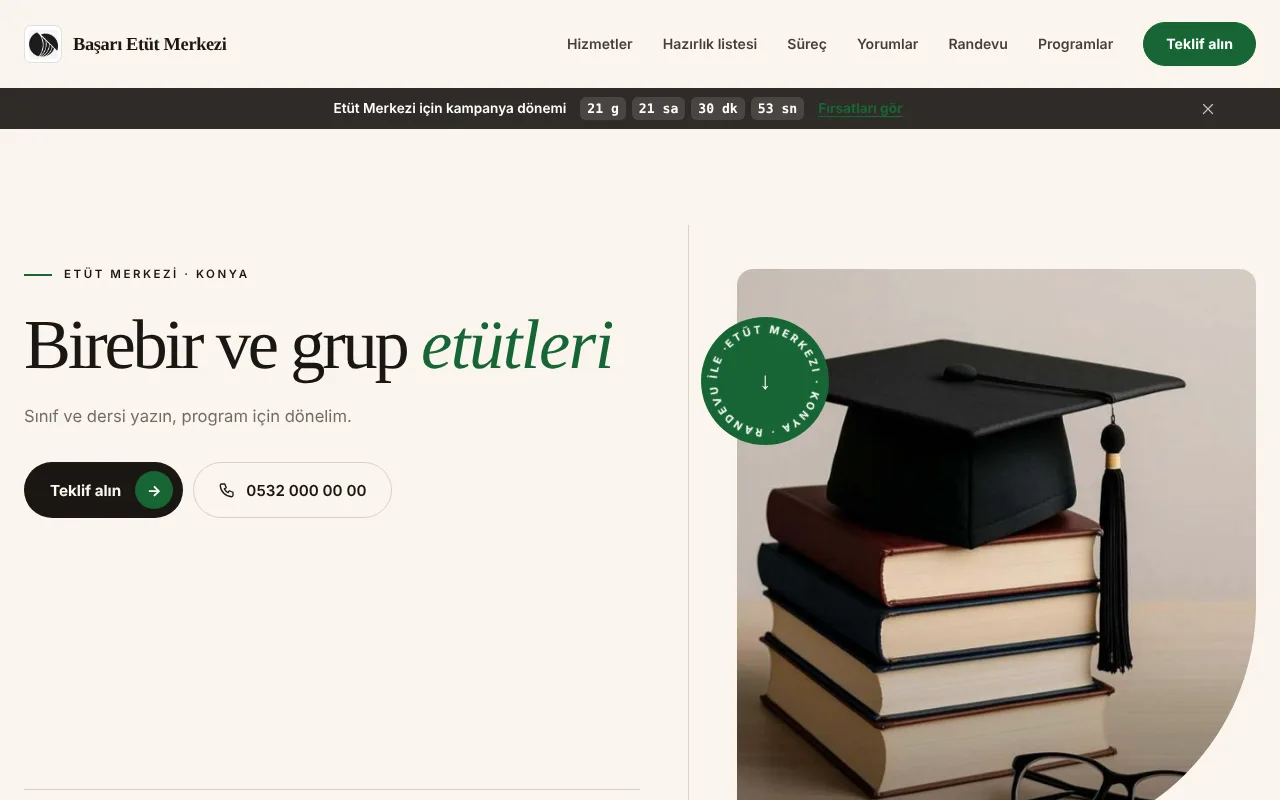 Başarı Etüt Merkezi
Hizmetler
Hazırlık listesi
Süreç
Yorumlar
Randevu
Programlar
Teklif alın
Etüt Merkezi için kampanya dönemi 21 g 21 sa 30 dk 53 sn Fırsatları gör
ETÜT MERKEZİ · KONYA
Birebir ve grup etütleri
Sınıf ve dersi yazın, program için dönelim.
Teklif alın
0532 000 00 00
ETÜT MERKEZI · KONYA · RANDEVU İLE ·